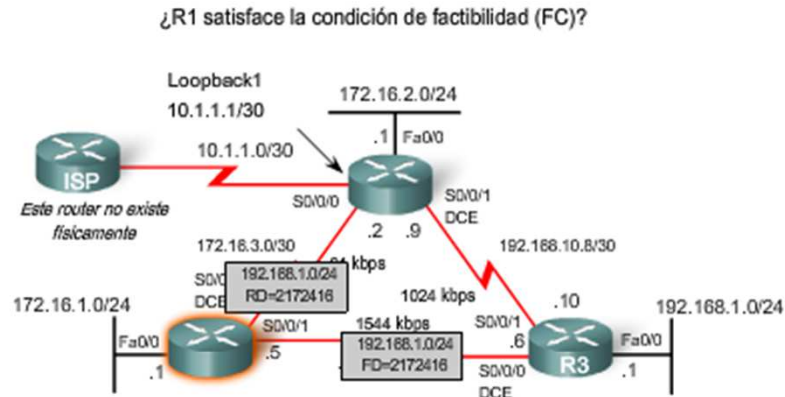 ¿R1 satisface la condición de factibilidad (FC)?
Loopback1
10.1.1.1/30
172.16.2.0/24
.1
Fa0/0
10.1.1.0/30
ISP
S0/0/0
S0/0/1
DCE
Este router no existe
físicamente
.2
.9
172.16.3.0/30
192.168.10.8/30
kbps
192.168.1.0/24
RD=2172416
S0/0
DCE
1024 kbps
.10
172.16.1.0/24
192.168.1.0/24
S0/0/1
1544 kbps
S0/0/1
Fa0/0
.5
192.168.1.0/24
FD=2172416
.6
R3
Fa0/0
.1
S0/0/0
DCE
.1